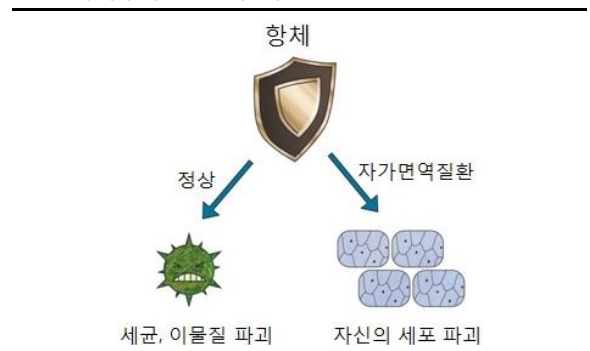 항체
정상
자가면역질환
세균, 이물질 파괴
자신의 세포 파괴